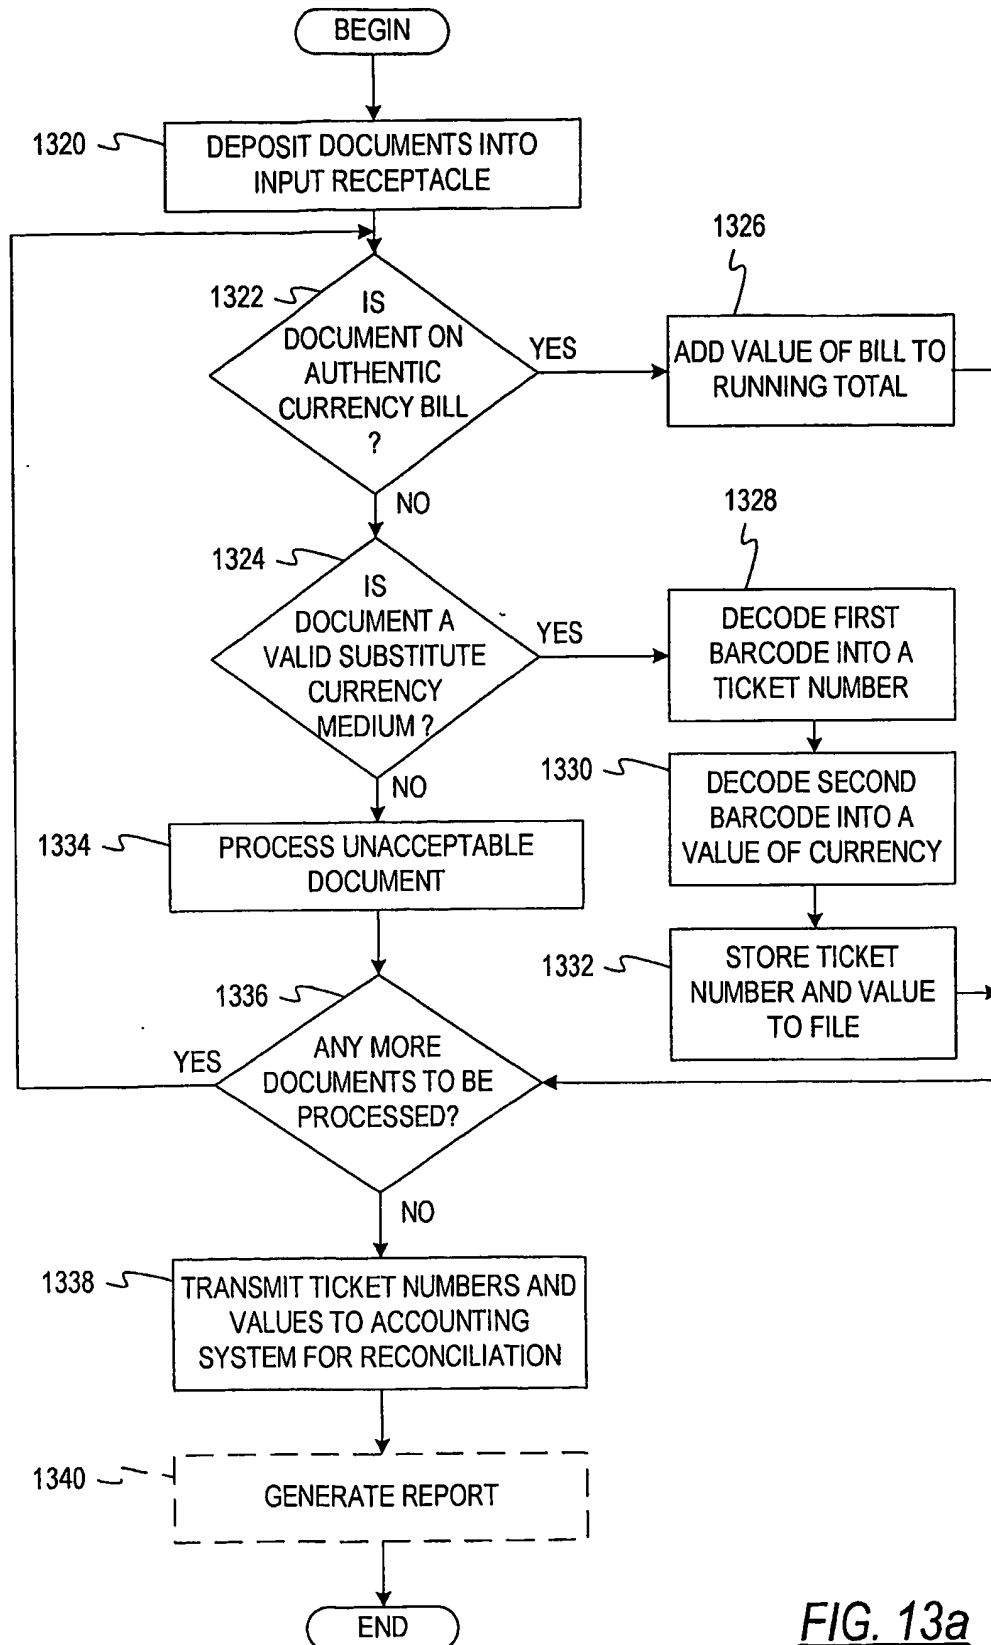 BEGIN
1320
DEPOSIT DOCUMENTS INTO
INPUT RECEPTACLE
1322
IS
DOCUMENT ON
AUTHENTIC
CURRENCY BILL
?
YES
1326
ADD VALUE OF BILL TO
RUNNING TOTAL
NO
1324
IS
DOCUMENT A
VALID SUBSTITUTE
CURRENCY
MEDIUM ?
YES
1328
DECODE FIRST
BARCODE INTO A
TICKET NUMBER
1330
DECODE SECOND
BARCODE INTO A
VALUE OF CURRENCY
1332
STORE TICKET
NUMBER AND VALUE
TO FILE
NO
1334
PROCESS UNACCEPTABLE
DOCUMENT
1336
ANY MORE
DOCUMENTS TO BE
PROCESSED?
YES
NO
1338
TRANSMIT TICKET NUMBERS AND
VALUES TO ACCOUNTING
SYSTEM FOR RECONCILIATION
1340
GENERATE REPORT
END
FIG. 13a